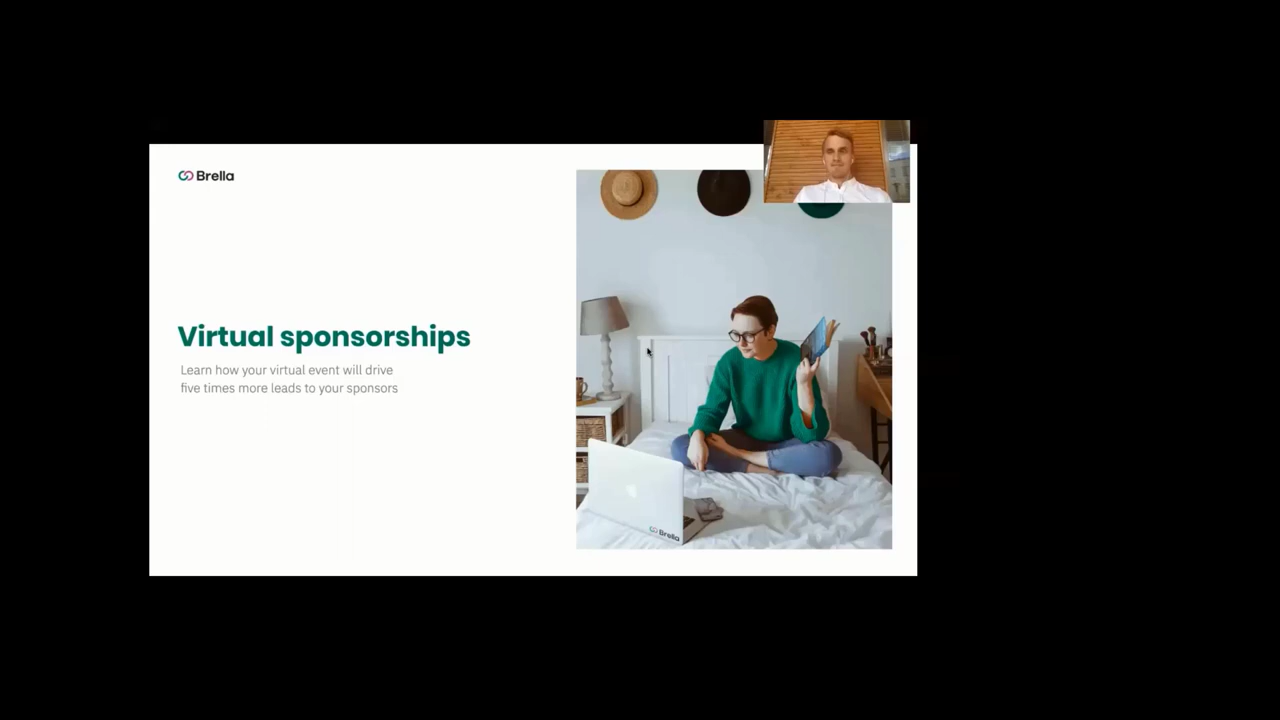 Brella
Virtual sponsorships
Learn how your virtual event will drive
five times more leads to your sponsors
Brella